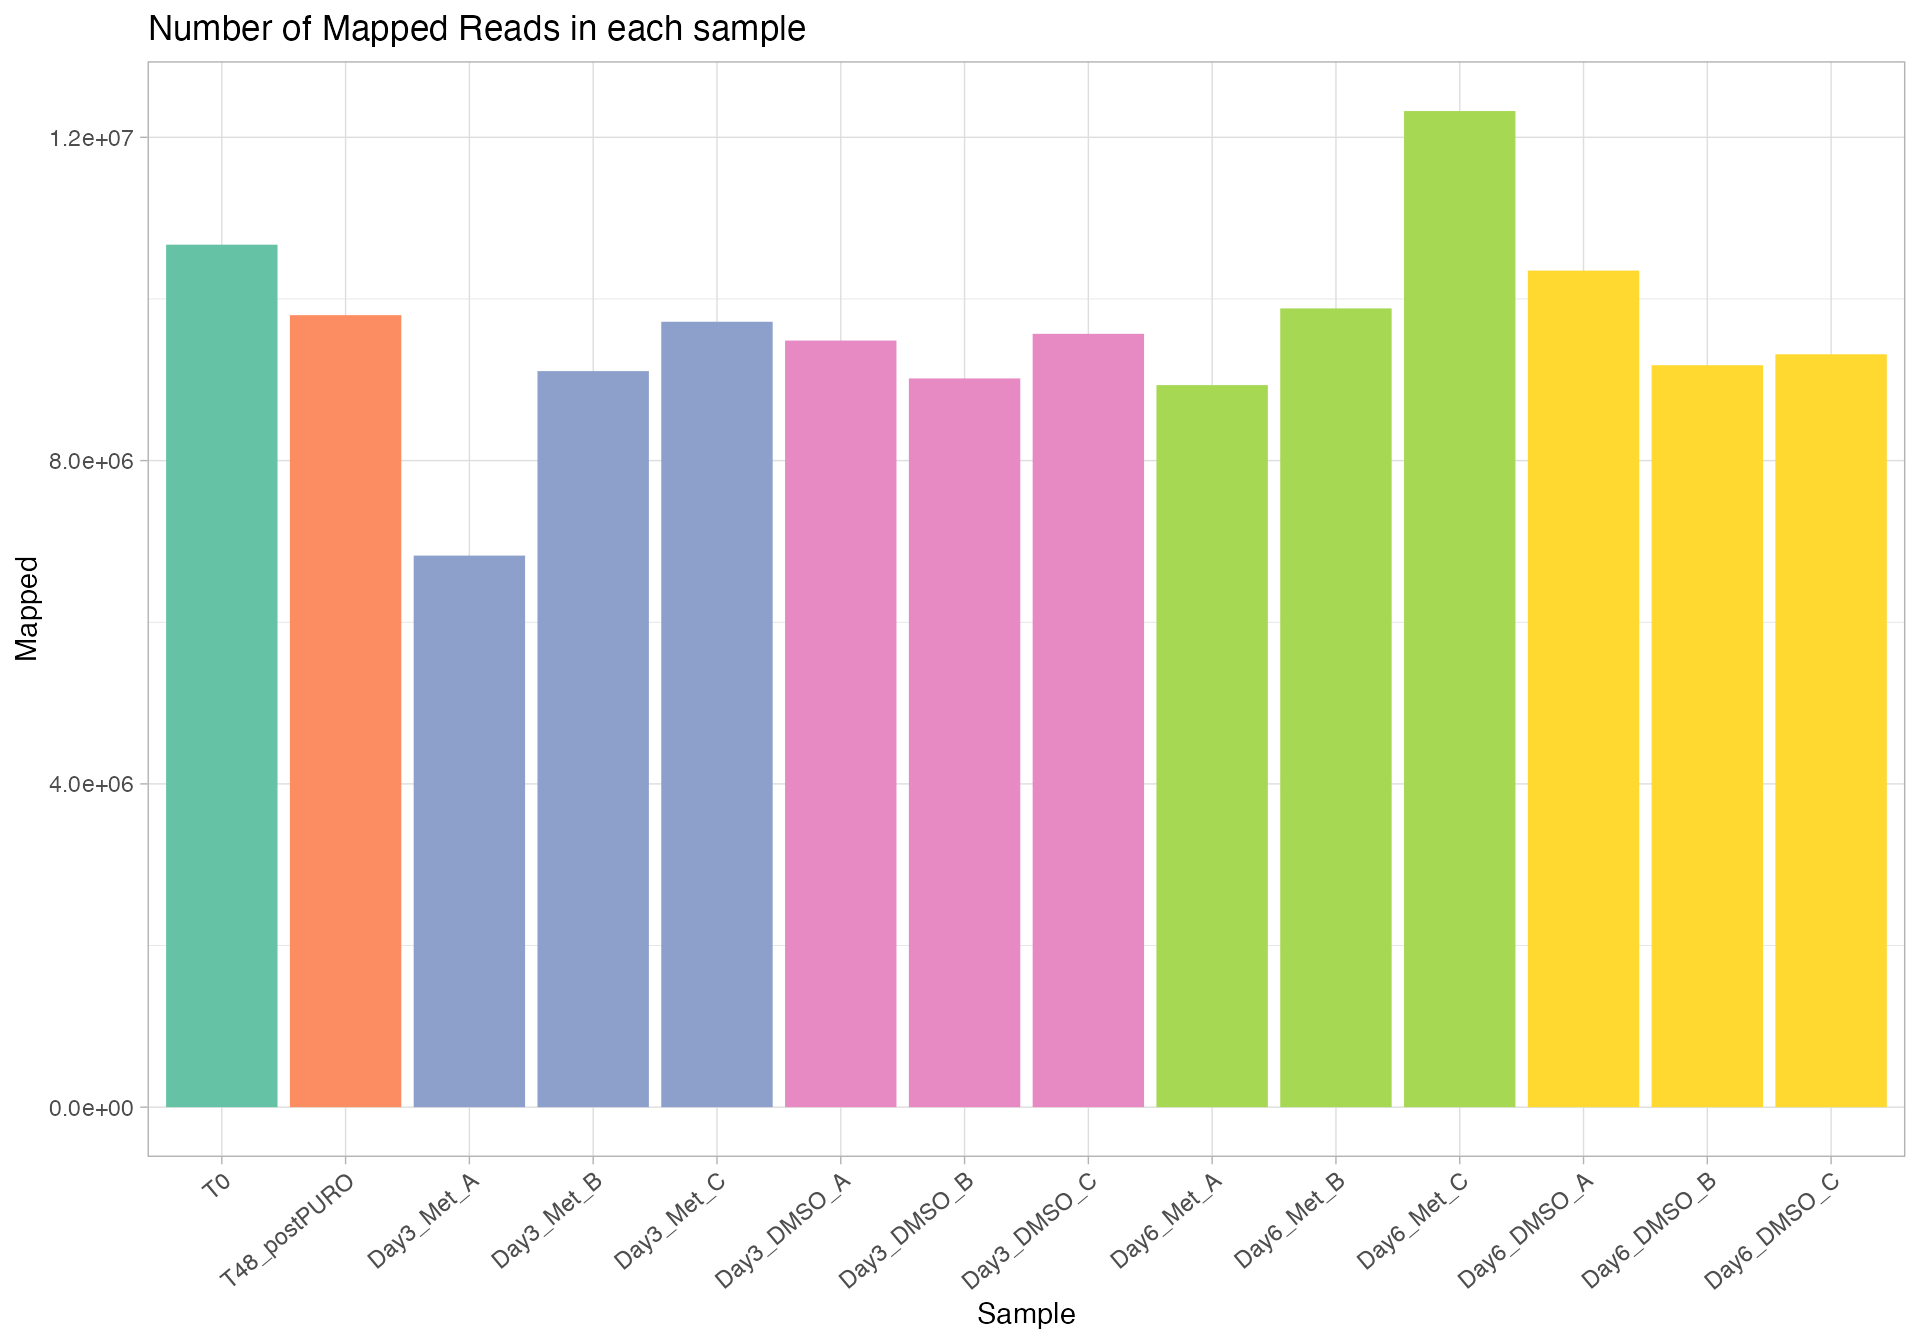 Number of Mapped Reads in each sample
1.2e+07
8.0e+06
4.0e+06
0.0e+00
Mapped
T0
T48_postPURO
Day3_Met_A
Day3_Met_B
Day3_Met_C
Day3_DMSO_A
Day3_DMSO_B
Day3_DMSO_C
Day6_Met_A
Day6_Met_B
Day6_Met_C
Day6_DMSO_A
Day6_DMSO_B
Day6_DMSO_C
Sample